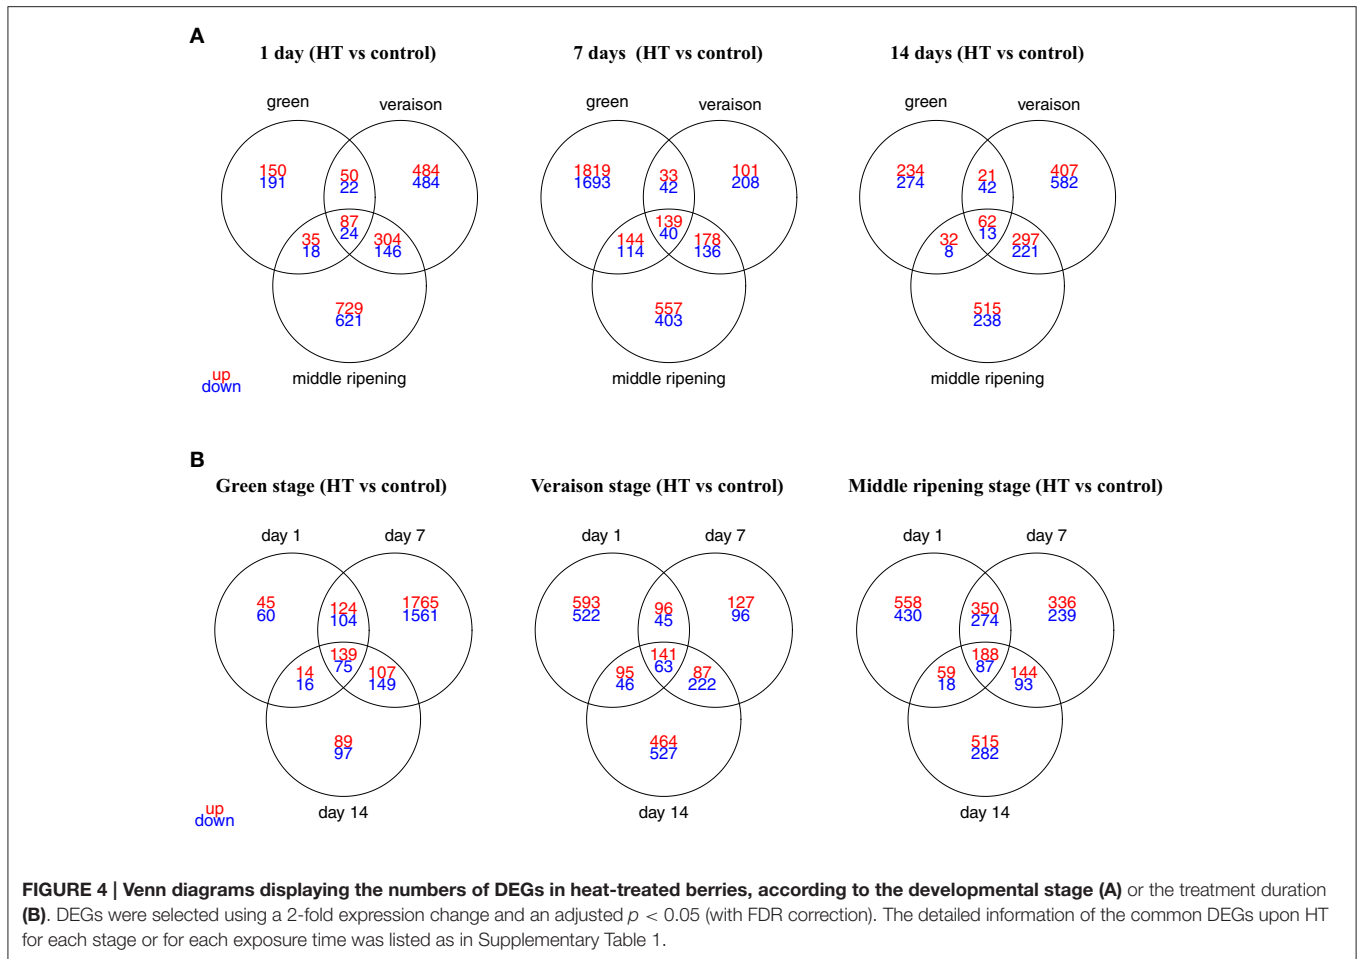 A
1 day (HT vs control)
7 days (HT vs control)
14 days (HT vs control)
green
veraison
150
191
50
22
484
484
87
24
35
18
304
146
729
621
middle ripening
green
veraison
1819
1693
33
42
101
208
139
40
144
114
178
136
557
403
middle ripening
green
veraison
234
274
21
42
407
582
62
13
32
8
297
221
515
238
middle ripening
up
down
B
Green stage (HT vs control)
Veraison stage (HT vs control)
Middle ripening stage (HT vs control)
day 1
day 7
45
60
124
104
1765
1561
139
75
14
16
107
149
89
97
day 14
day 1
day 7
593
522
96
45
127
96
141
63
95
46
87
222
464
527
day 14
day 1
day 7
558
430
350
274
336
239
188
87
59
18
144
93
515
282
day 14
up
down
FIGURE 4 | Venn diagrams displaying the numbers of DEGs in heat-treated berries, according to the developmental stage (A) or the treatment duration
(B). DEGs were selected using a 2-fold expression change and an adjusted p < 0.05 (with FDR correction). The detailed information of the common DEGs upon HT
for each stage or for each exposure time was listed as in Supplementary Table 1.